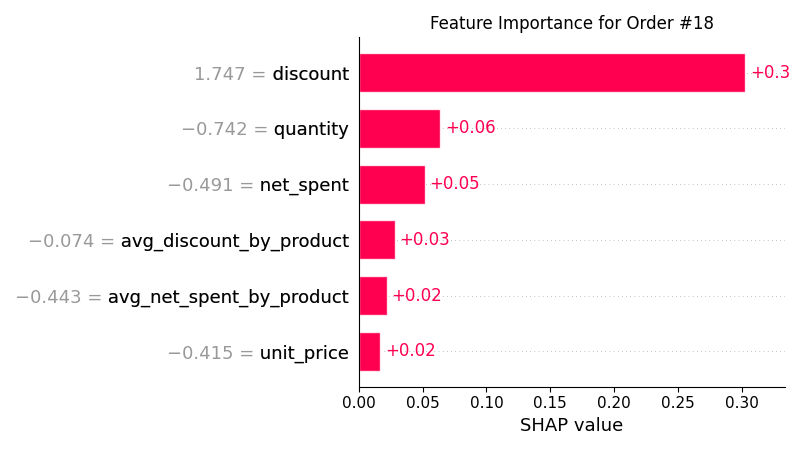 Feature Importance for Order #18
1.747 = discount
+0.3
−0.742 = quantity
+0.06
−0.491 = net_spent
+0.05
−0.074 = avg_discount_by_product
+0.03
−0.443 = avg_net_spent_by_product
+0.02
−0.415 = unit_price
+0.02
0.00 0.05 0.10 0.15 0.20 0.25 0.30
SHAP value